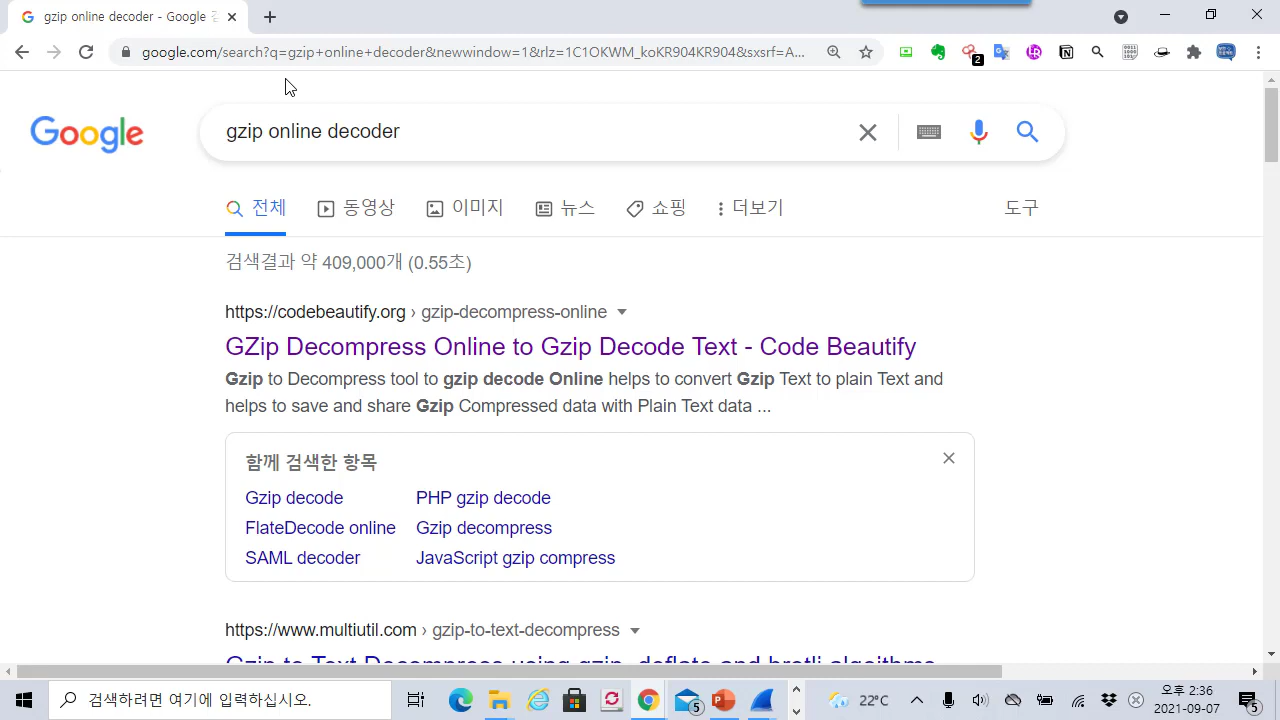 gzip online decoder - Google
google.com/search?q=gzip+online+decoder&newwindow=1&rlz=1C1OKWM_koKR904KR904&sxsrf=A...
2
Google
gzip online decoder
전체 동영상 이미지 뉴스 쇼핑 더보기 도구
검색결과 약 409,000개 (0.55초)
https://codebeautify.org › gzip-decompress-online
GZip Decompress Online to Gzip Decode Text - Code Beautify
Gzip to Decompress tool to gzip decode Online helps to convert Gzip Text to plain Text and
helps to save and share Gzip Compressed data with Plain Text data ...
함께 검색한 항목
Gzip decode PHP gzip decode
FlateDecode online Gzip decompress
SAML decoder JavaScript gzip compress
https://www.multiutil.com › gzip-to-text-decompress
Gzip to Text Decompress using gzip, deflate and brotli algoithms
검색하려면 여기에 입력하십시오.
5
22°C
오후 2:36
2021-09-07
5